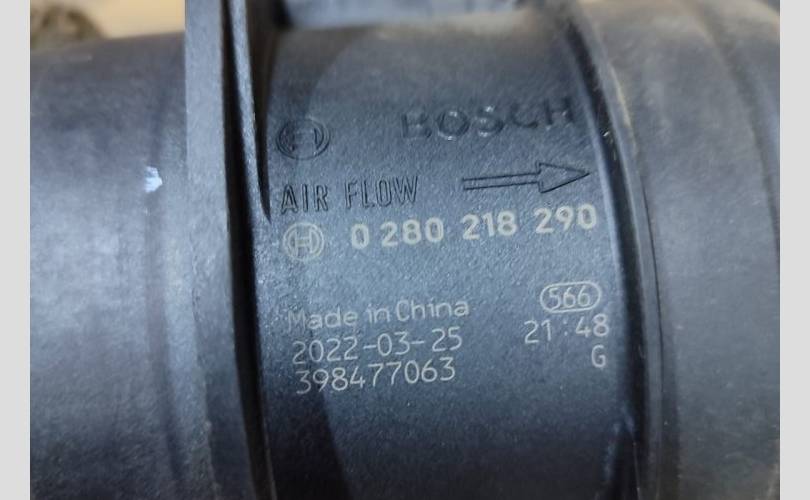 BOSCH
AIR FLOW
0 280 218 290
Made in China 566
2022-03-25 21:48
398477063 G